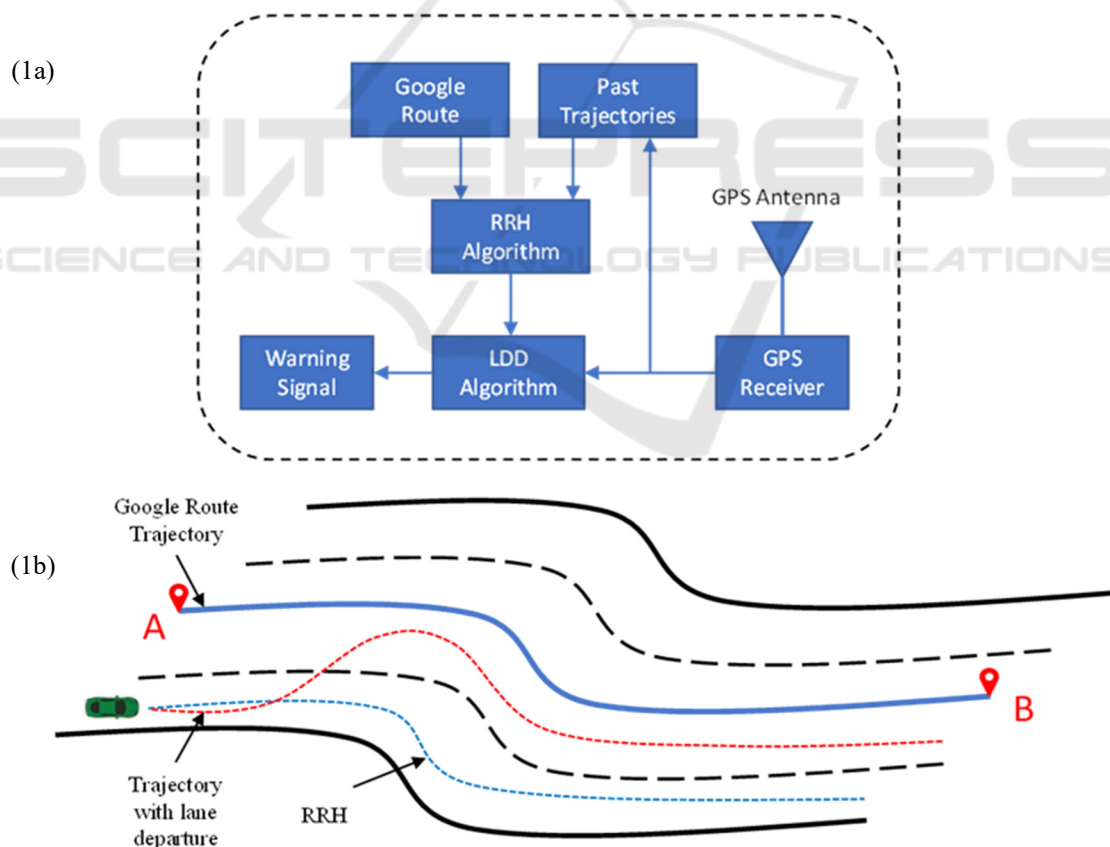 (1a)
Google
Route
Past
Trajectories
SCITEPRESS
SCIENCE AND TECHNOLOGY PUBLICATIONS
GPS Antenna
RRH
Algorithm
Warning
Signal
LDD
Algorithm
GPS
Receiver
(1b)
Google Route
Trajectory
A
B
Trajectory
with lane
departure
RRH